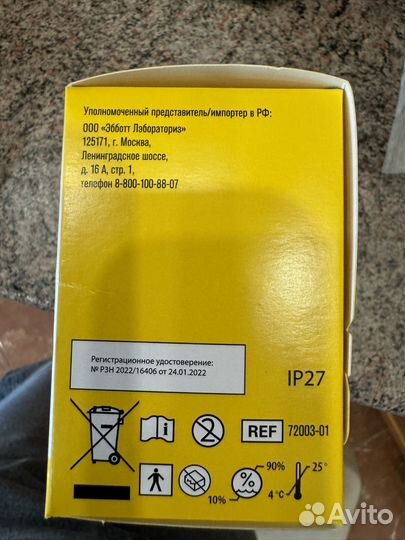 Уполномоченный представитель/импортер в РФ:
ООО «Эбботт Лэбораториз»
125171, г. Москва,
Ленинградское шоссе,
д. 16 А, стр. 1,
телефон 8-800-100-88-07
Регистрационное удостоверение:
№ РЗН 2022/16406 от 24.01.2022
IP27
i
2
REF 72003-01
90%
25°
%
10%
4°C
Avito